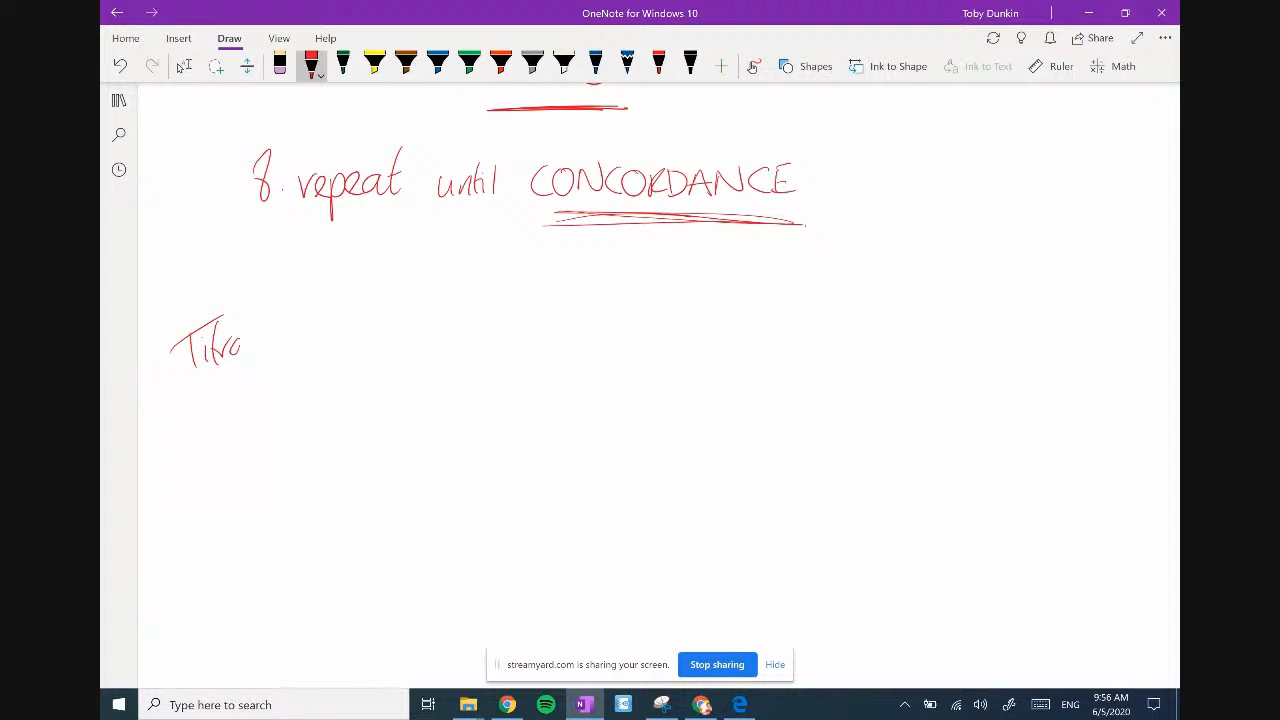 OneNote for Windows 10
Toby Dunkin
Home Insert Draw View Help
Share
Shapes Ink to Shape Ink to Text Ruler Math
8. repeat until CONCORDANCE
Titra
streamyard.com is sharing your screen. Stop sharing Hide
Type here to search
ENG
9:56 AM
6/5/2020